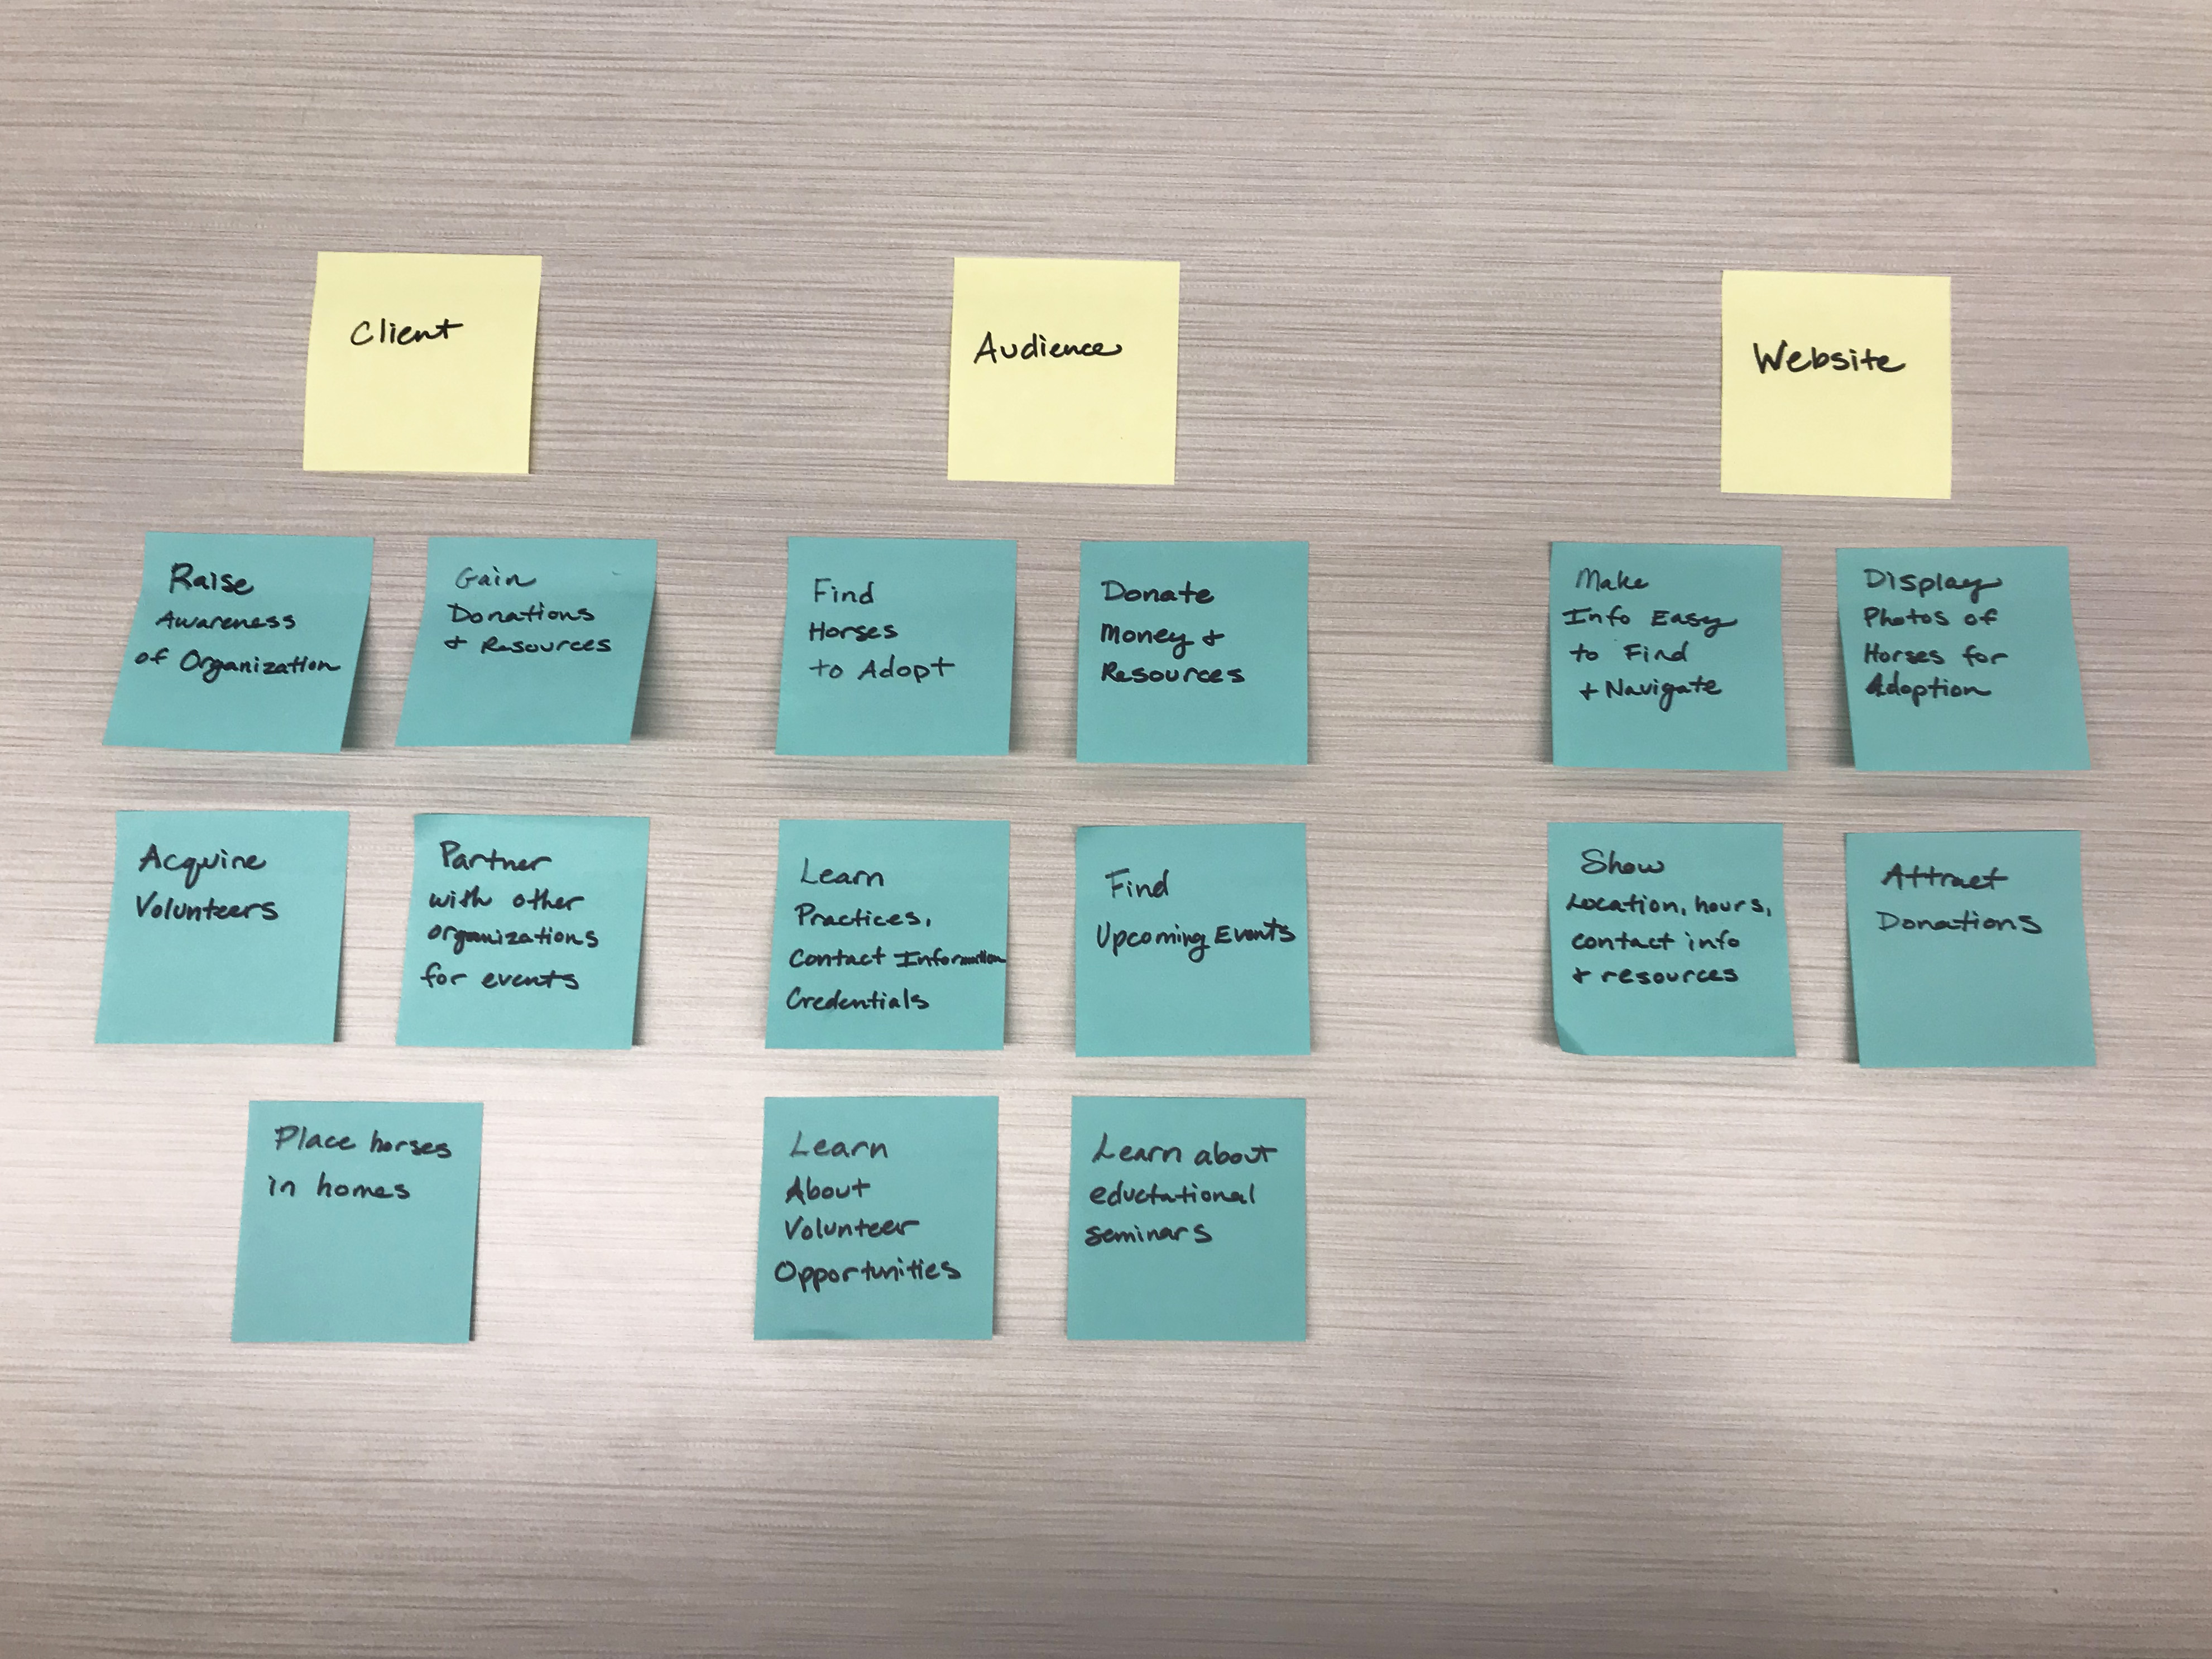 Client
Raise
Awareness
of Organization
Gain
Donations
+ Resources
Acquire
Volunteers
Partner
with other
organizations
for events
Place horses
in homes
Audience
Find
Horses
to Adopt
Donate
Money +
Resources
Learn
Practices,
Contact Information
Credentials
Find
Upcoming Events
Learn
About
Volunteer
Opportunities
Learn about
eductational
seminars
Website
Make
Info Easy
to Find
+ Navigate
Display
Photos of
Horses for
Adoption
Show
Location, hours,
contact info
+ resources
Attract
Donations